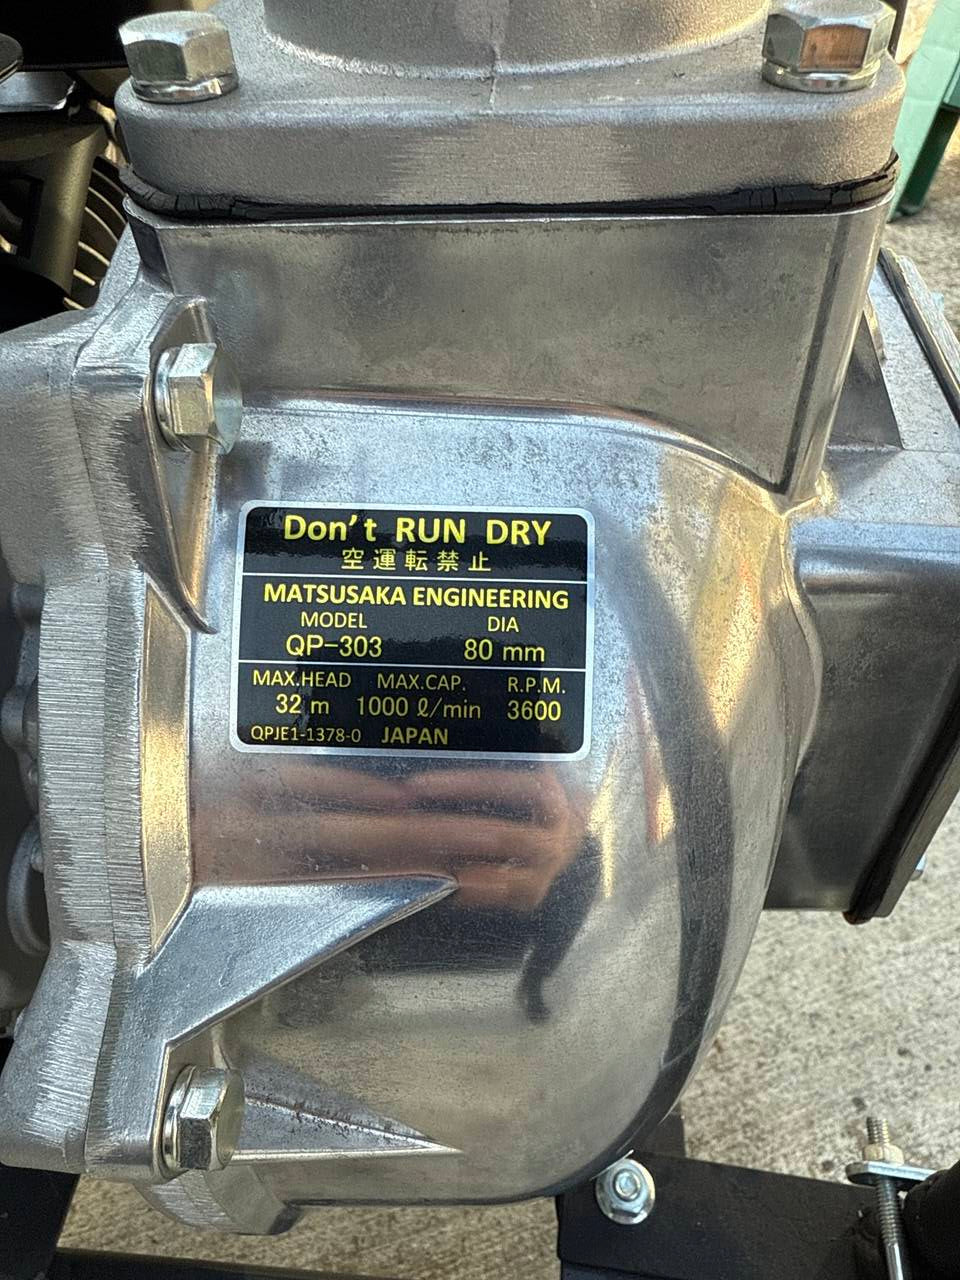 Don't RUN DRY
空運転禁止
MATSUSAKA ENGINEERING
MODEL DIA
QP-303 80 mm
MAX.HEAD MAX.CAP. R.P.M.
32 m 1000 ℓ/min 3600
QPJE1-1378-0 JAPAN